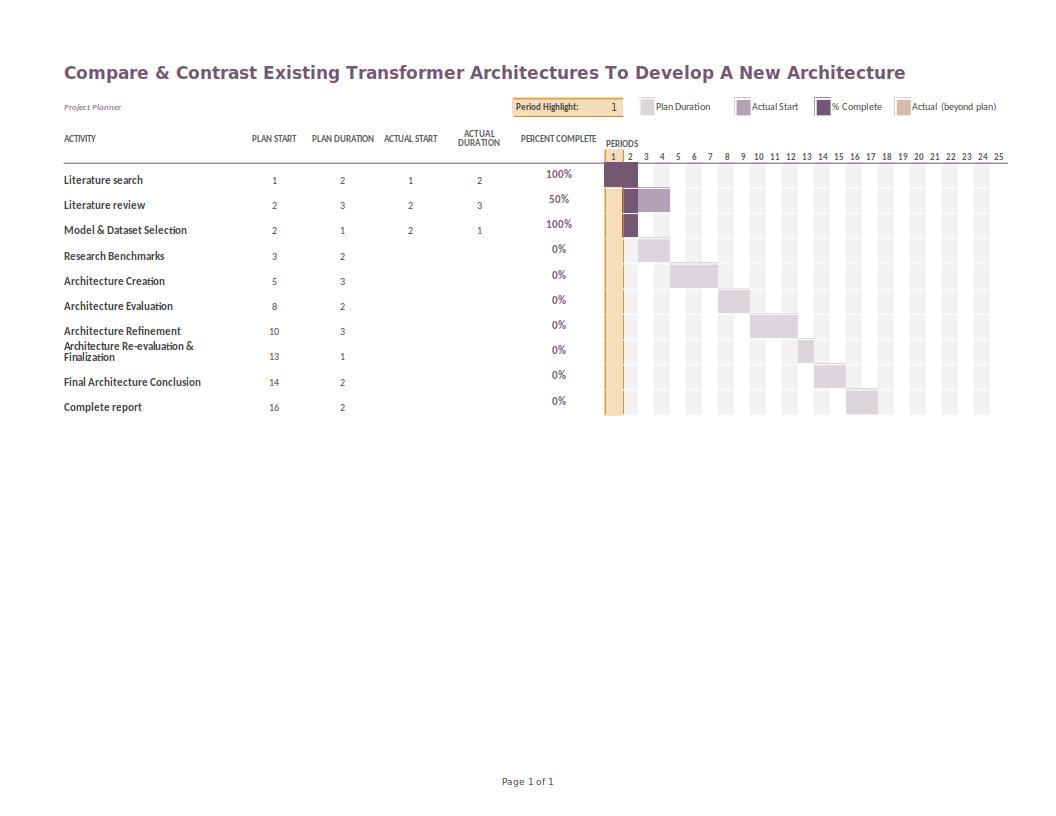 Compare & Contrast Existing Transformer Architectures To Develop A New Architecture
Project Planner
Period Highlight: 1
Plan Duration
Actual Start
% Complete
Actual (beyond plan)
ACTIVITY PLAN START PLAN DURATION ACTUAL START ACTUAL DURATION PERCENT COMPLETE PERIODS
1 2 3 4 5 6 7 8 9 10 11 12 13 14 15 16 17 18 19 20 21 22 23 24 25
Literature search 1 2 1 2 100%
Literature review 2 3 2 3 50%
Model & Dataset Selection 2 1 2 1 100%
Research Benchmarks 3 2 0%
Architecture Creation 5 3 0%
Architecture Evaluation 8 2 0%
Architecture Refinement 10 3 0%
Architecture Re-evaluation &
Finalization 13 1 0%
Final Architecture Conclusion 14 2 0%
Complete report 16 2 0%
Page 1 of 1